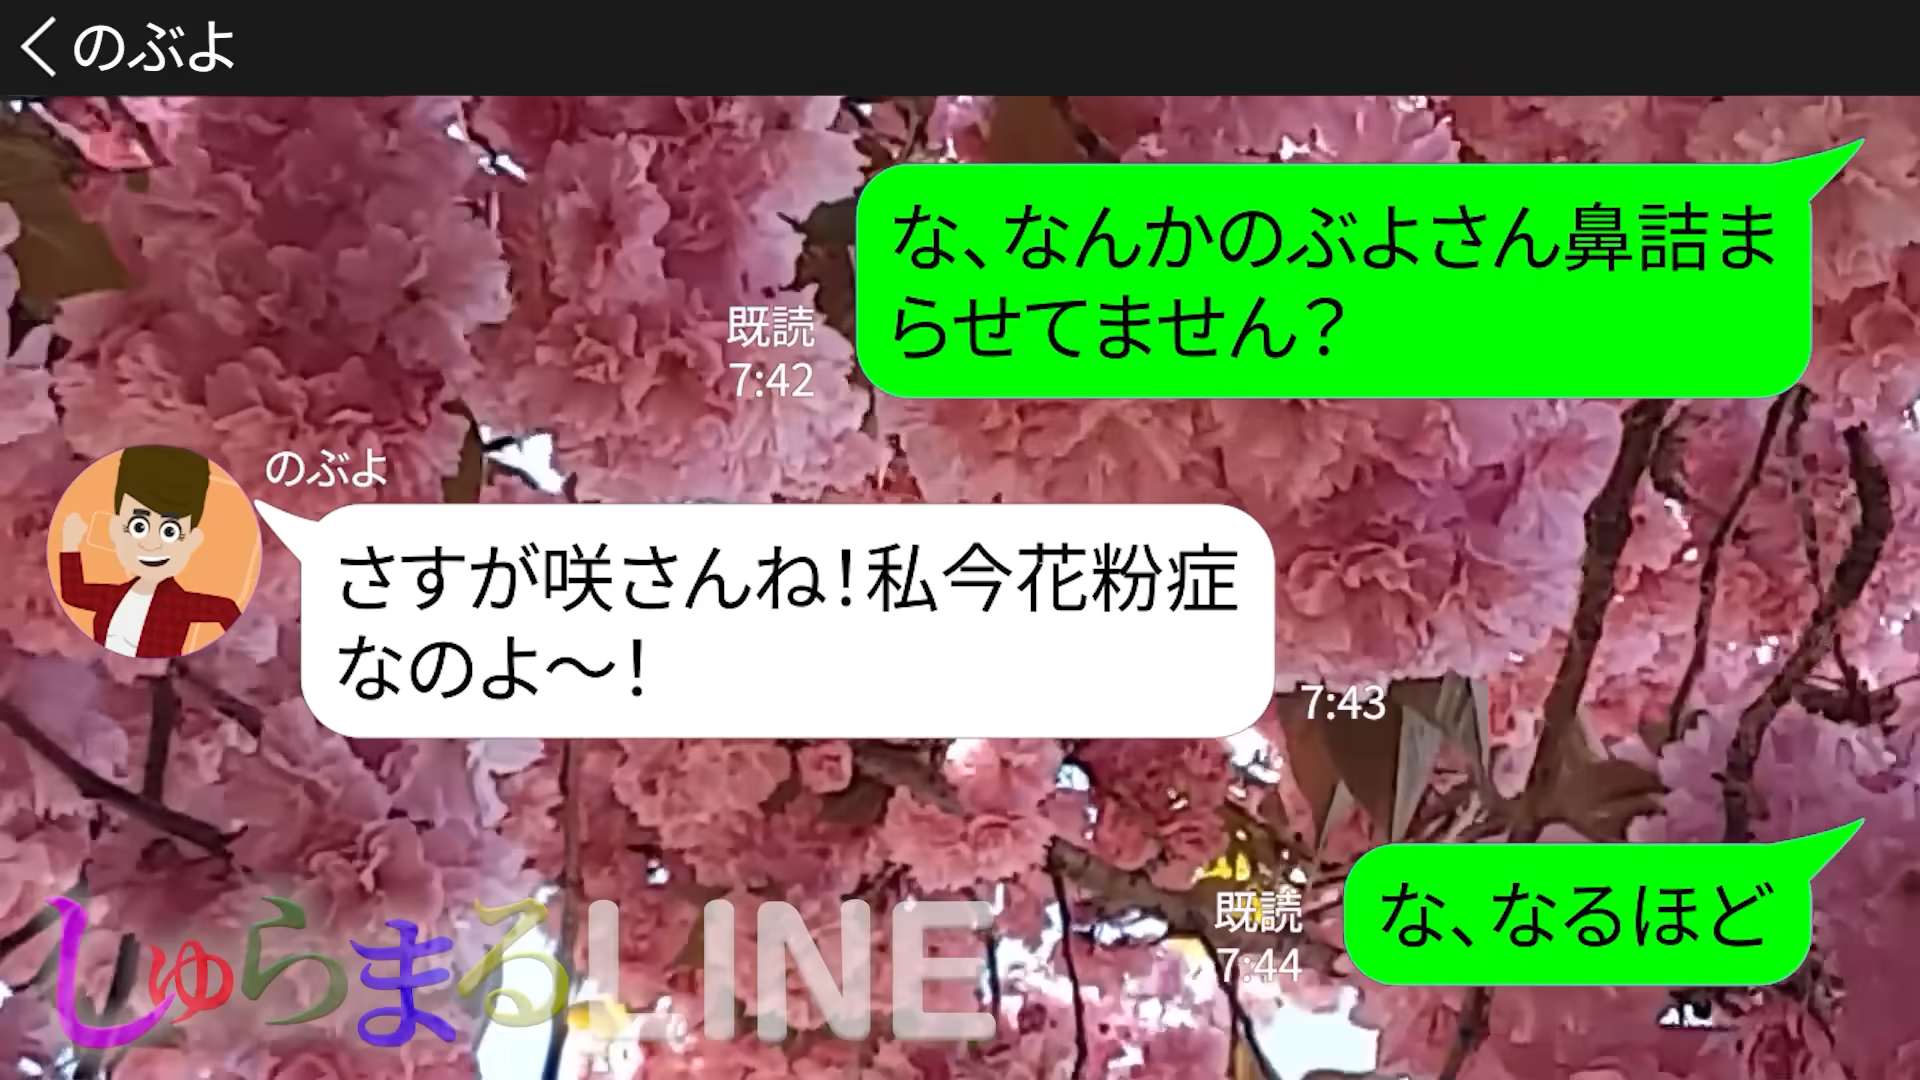 のぶよ
な、なんかのぶよさん鼻詰ま
らせてません？
既読
7:42
のぶよ
さすが咲さんね！私今花粉症
なのよ～！
7:43
な、なるほど
既読
7:44
しゅらまるLINE